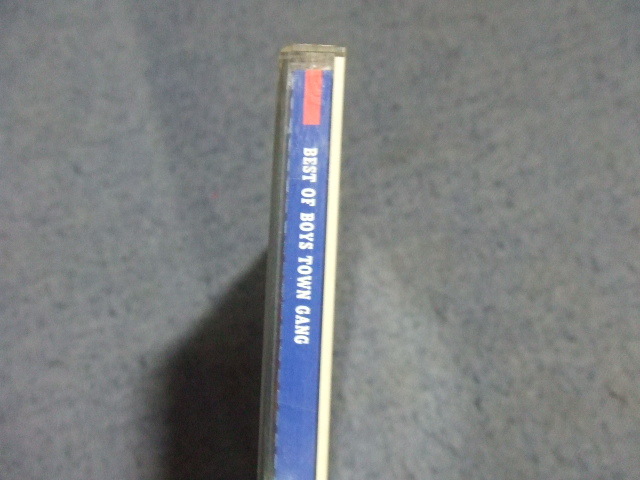 BEST OF BOYS TOWN GANG